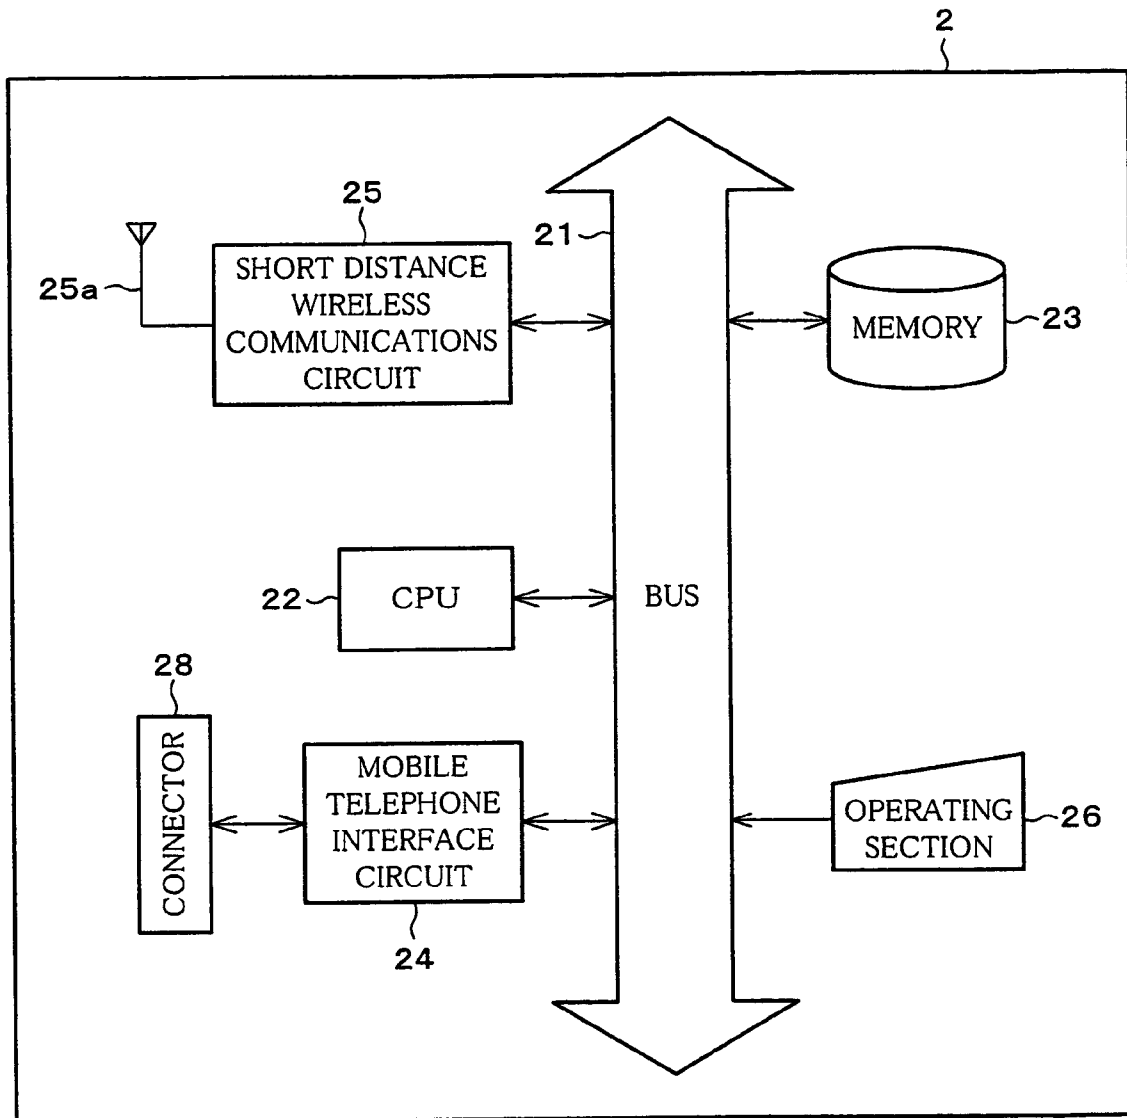 2
25
25a
SHORT DISTANCE
WIRELESS
COMMUNICATIONS
CIRCUIT
21
MEMORY
23
22
CPU
BUS
28
CONNECTOR
MOBILE
TELEPHONE
INTERFACE
CIRCUIT
24
OPERATING
SECTION
26